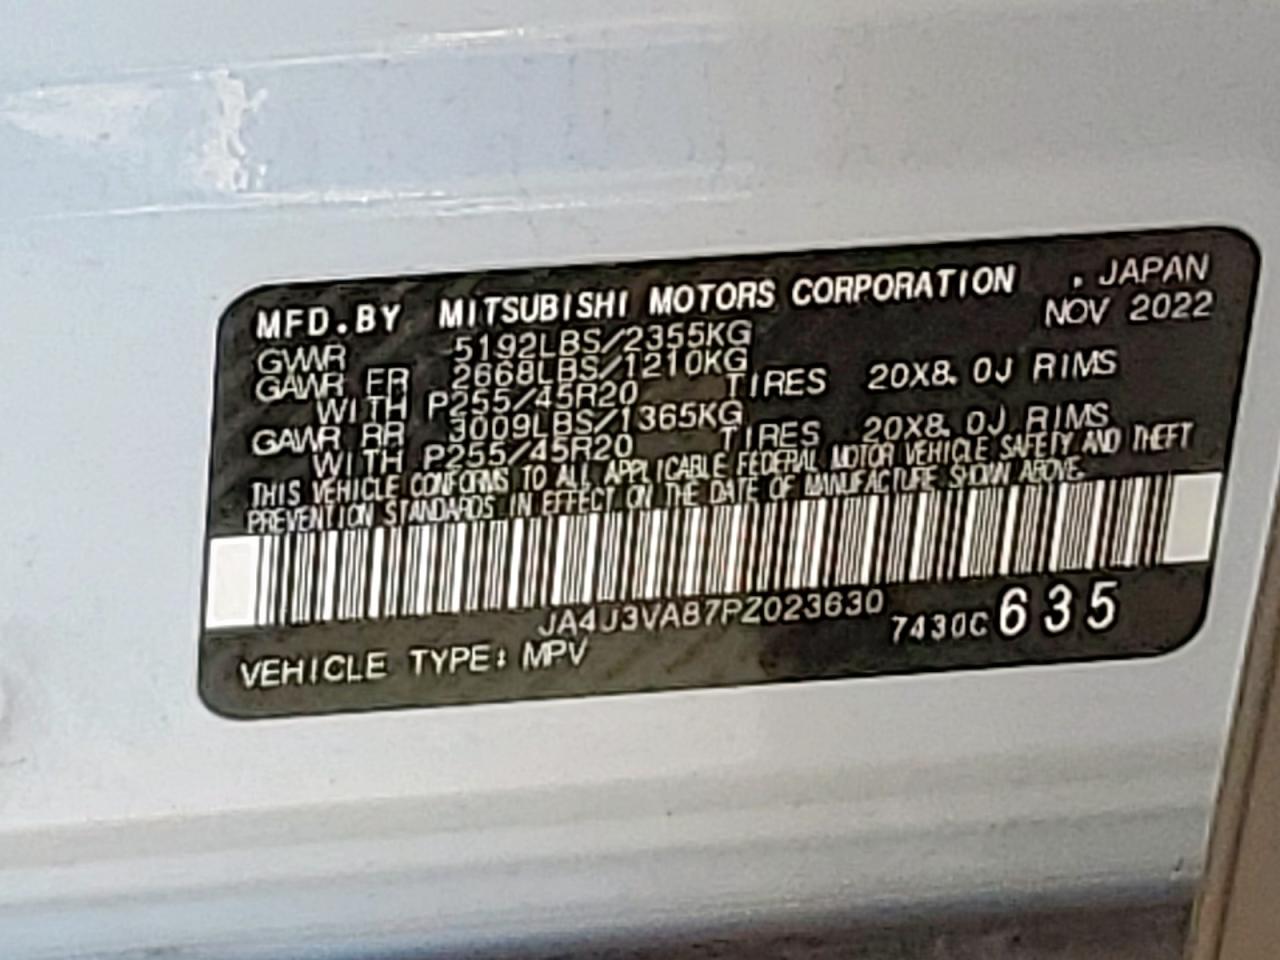 MFD.BY MITSUBISHI MOTORS CORPORATION , JAPAN
GVWR 5192LBS/2355KG NOV 2022
GAWR FR 2668LBS/1210KG
WITH P255/45R20 TIRES 20X8.0J RIMS
GAWR RR 3009LBS/1365KG
WITH P255/45R20 TIRES 20X8.0J RIMS
THIS VEHICLE CONFORMS TO ALL APPLICABLE FEDERAL MOTOR VEHICLE SAFETY AND THEFT
PREVENTION STANDARDS IN EFFECT ON THE DATE OF MANUFACTURE SHOWN ABOVE.
JA4J3VA87PZ023630 7430C 635
VEHICLE TYPE: MPV